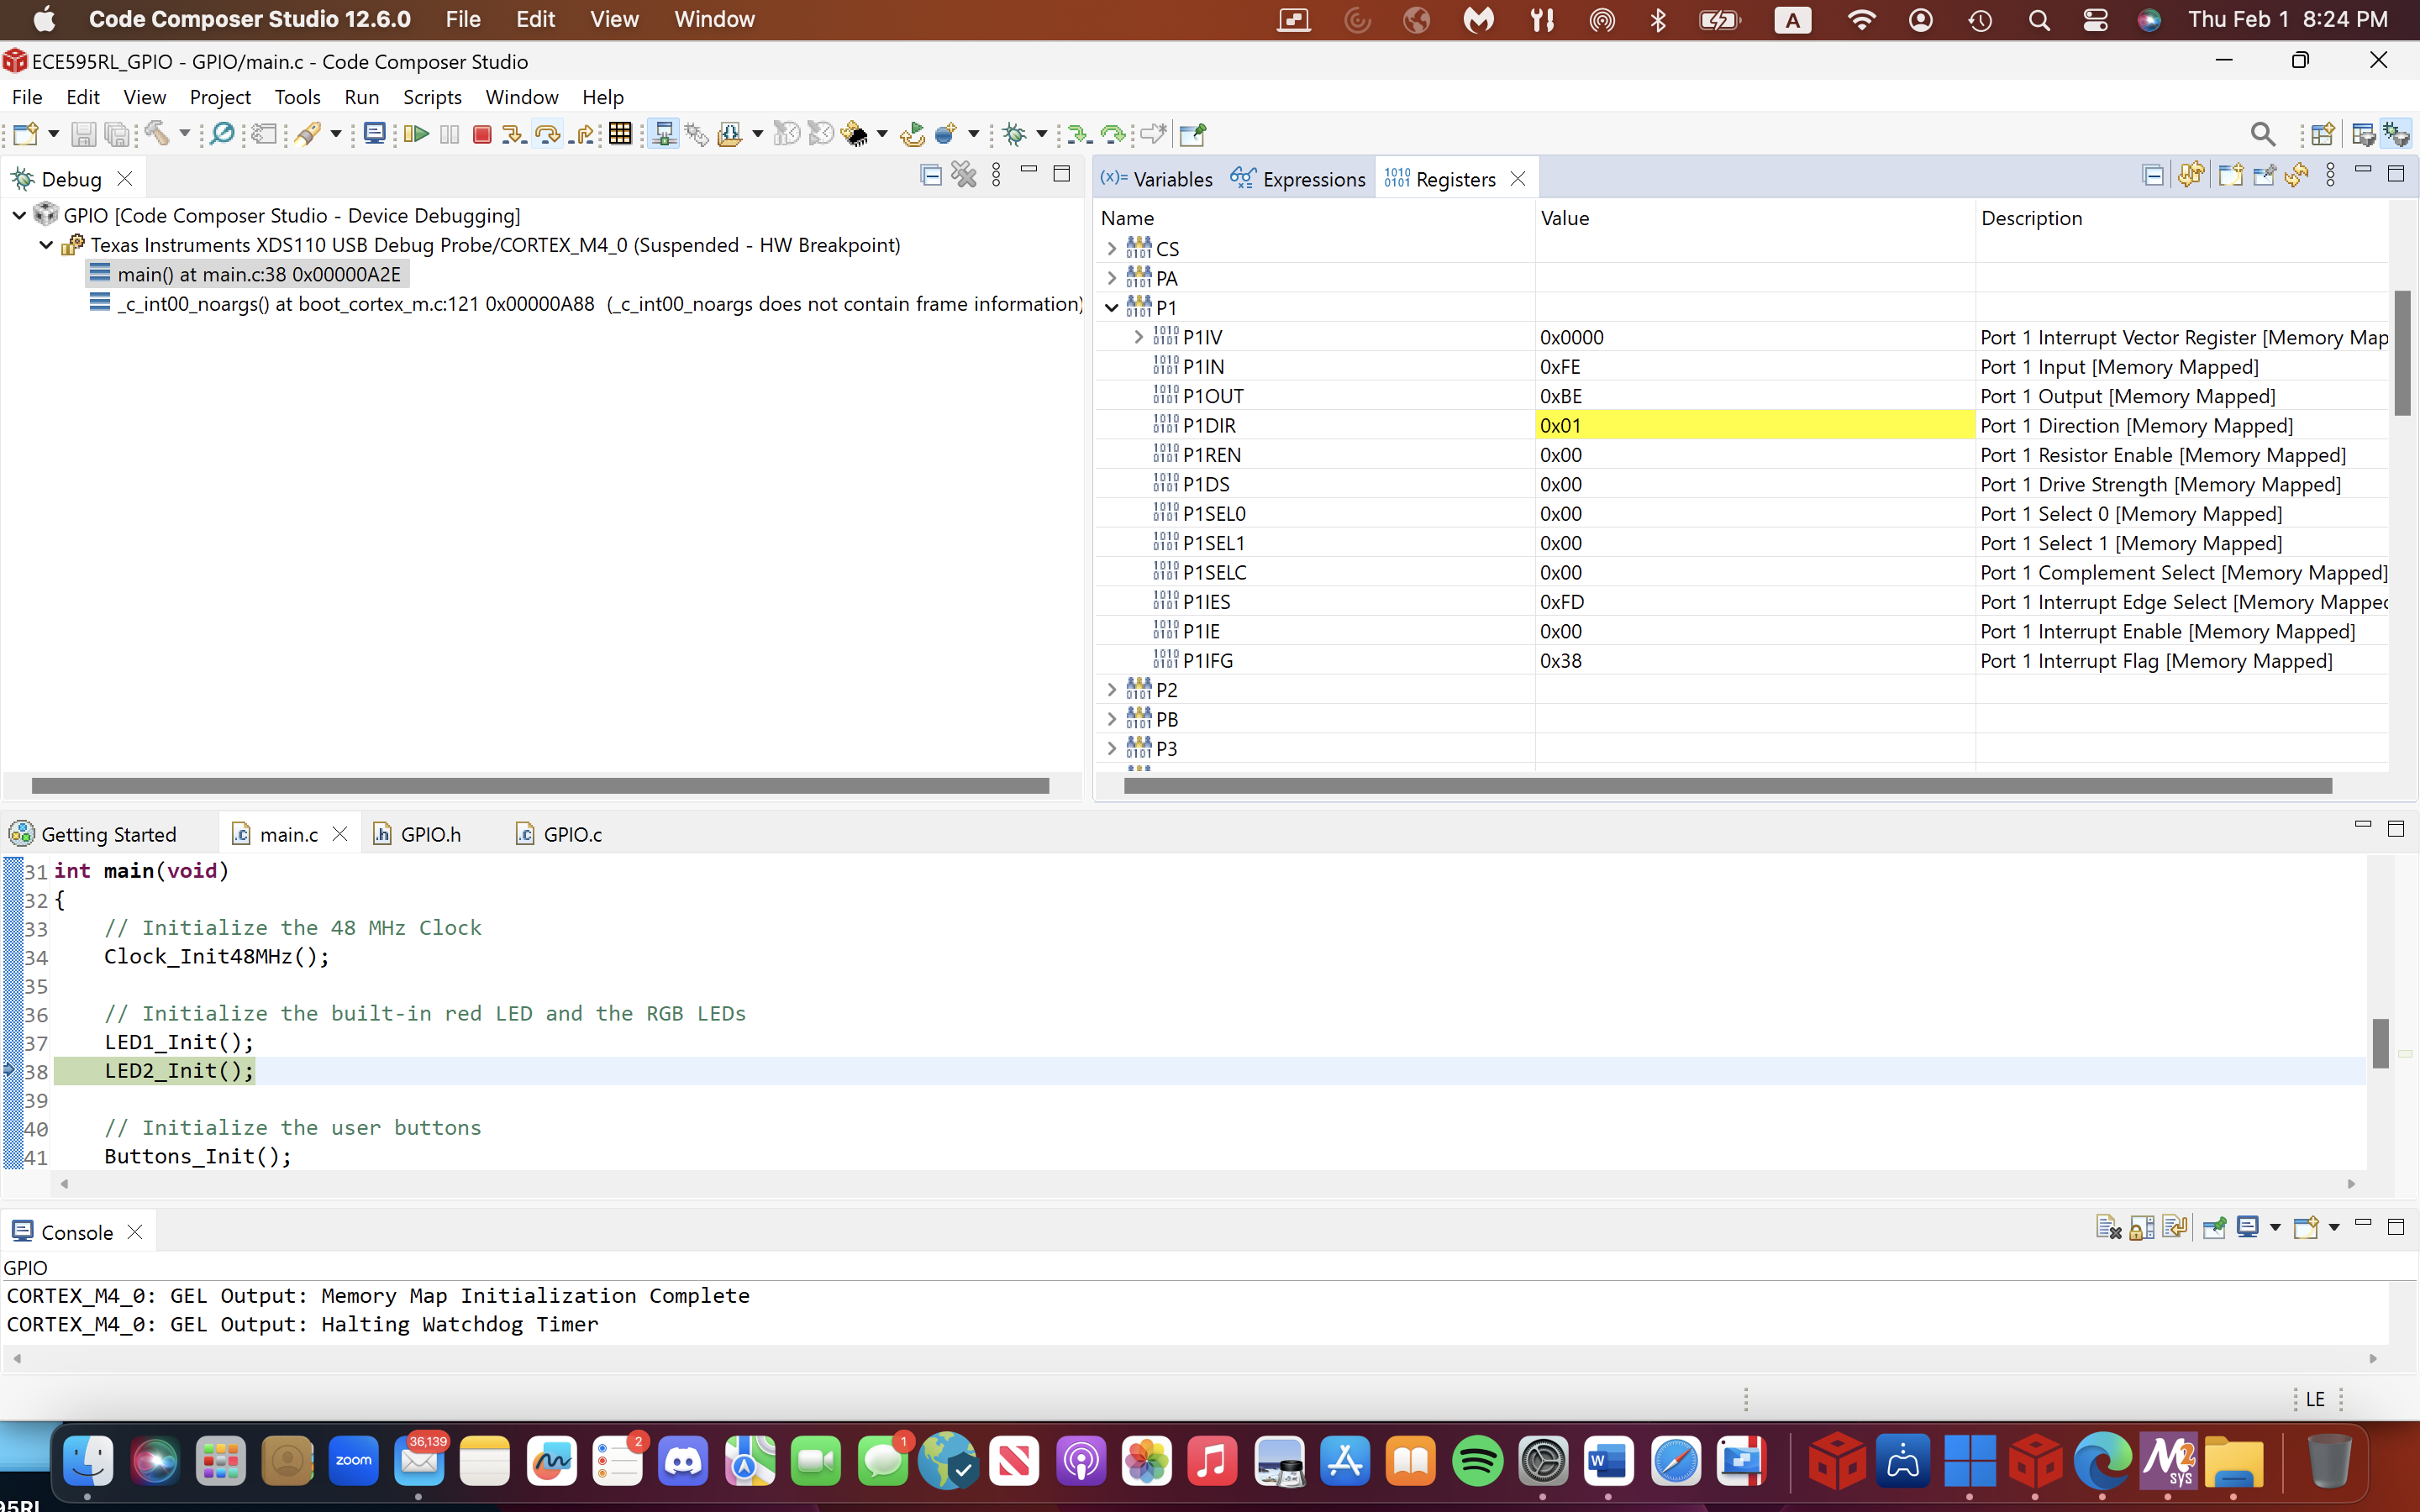 Code Composer Studio 12.6.0 File Edit View Window A Thu Feb 1 8:24 PM
ECE595RL_GPIO - GPIO/main.c - Code Composer Studio
File Edit View Project Tools Run Scripts Window Help
Debug
GPIO [Code Composer Studio - Device Debugging]
Texas Instruments XDS110 USB Debug Probe/CORTEX_M4_0 (Suspended - HW Breakpoint)
main() at main.c:38 0x00000A2E
_c_int00_noargs() at boot_cortex_m.c:121 0x00000A88 (_c_int00_noargs does not contain frame information)
(x)= Variables Expressions Registers
Name Value Description
CS
PA
P1
P1IV 0x0000 Port 1 Interrupt Vector Register [Memory Map
P1IN 0xFE Port 1 Input [Memory Mapped]
P1OUT 0xBE Port 1 Output [Memory Mapped]
P1DIR 0x01 Port 1 Direction [Memory Mapped]
P1REN 0x00 Port 1 Resistor Enable [Memory Mapped]
P1DS 0x00 Port 1 Drive Strength [Memory Mapped]
P1SEL0 0x00 Port 1 Select 0 [Memory Mapped]
P1SEL1 0x00 Port 1 Select 1 [Memory Mapped]
P1SELC 0x00 Port 1 Complement Select [Memory Mapped]
P1IES 0xFD Port 1 Interrupt Edge Select [Memory Mapped
P1IE 0x00 Port 1 Interrupt Enable [Memory Mapped]
P1IFG 0x38 Port 1 Interrupt Flag [Memory Mapped]
P2
PB
P3
Getting Started main.c GPIO.h GPIO.c
31 int main(void)
32 {
33 // Initialize the 48 MHz Clock
34 Clock_Init48MHz();
35
36 // Initialize the built-in red LED and the RGB LEDs
37 LED1_Init();
38 LED2_Init();
39
40 // Initialize the user buttons
41 Buttons_Init();
Console
GPIO
CORTEX_M4_0: GEL Output: Memory Map Initialization Complete
CORTEX_M4_0: GEL Output: Halting Watchdog Timer
LE
zoom 36,139 2 1 W M2 sys
95RL